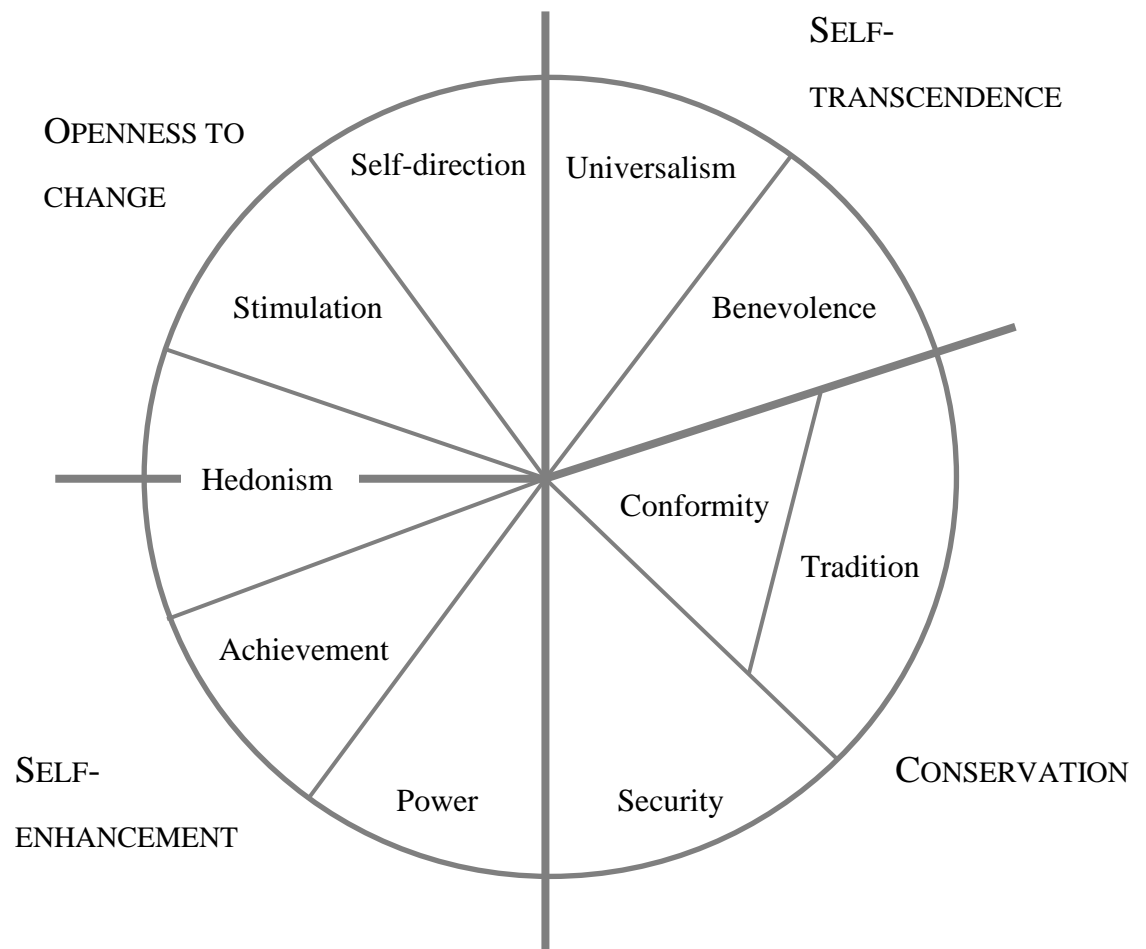 SELF-
TRANSCENDENCE
OPENNESS TO
CHANGE
Self-direction
Universalism
Stimulation
Benevolence
Hedonism
Conformity
Tradition
Achievement
SELF-
ENHANCEMENT
CONSERVATION
Power
Security